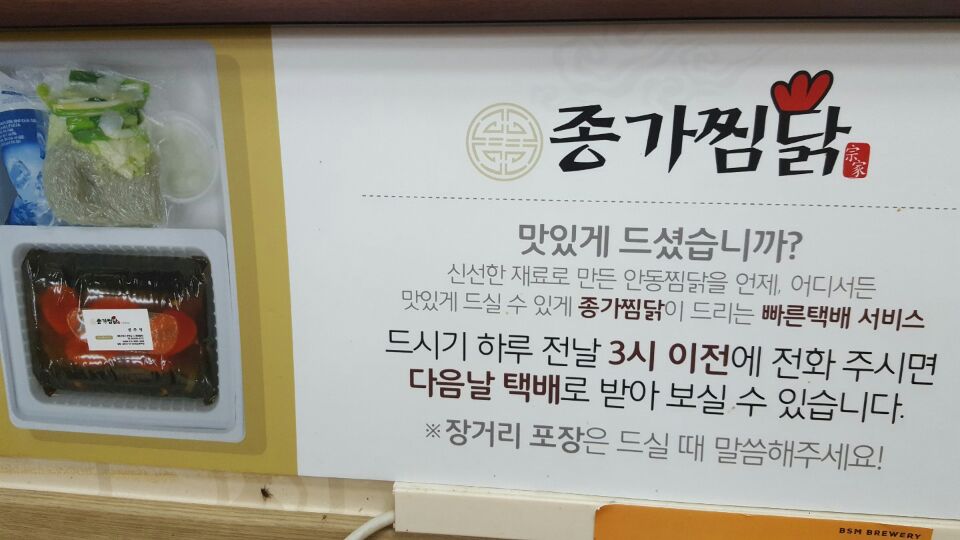 종가찜닭
宗家
맛있게 드셨습니까?
신선한 재료로 만든 안동찜닭을 언제, 어디서든
맛있게 드실 수 있게 종가찜닭이 드리는 빠른택배 서비스
드시기 하루 전날 3시 이전에 전화 주시면
다음날 택배로 받아 보실 수 있습니다.
※장거리 포장은 드실 때 말씀해주세요!
종가찜닭
BSM BREWERY